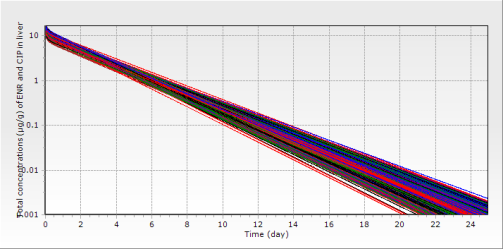 Total concentrations (µg/g) of ENR and CIP in liver
10
1
0.1
0.01
0.001
0 2 4 6 8 10 12 14 16 18 20 22 24
Time (day)